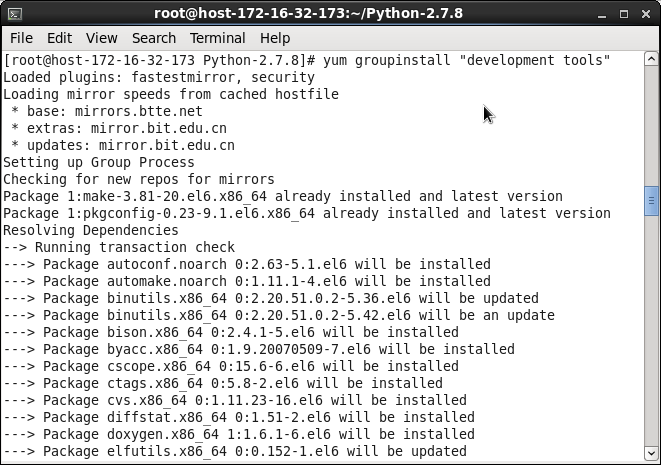 root@host-172-16-32-173:~/Python-2.7.8
File Edit View Search Terminal Help
[root@host-172-16-32-173 Python-2.7.8]# yum groupinstall "development tools"
Loaded plugins: fastestmirror, security
Loading mirror speeds from cached hostfile
 * base: mirrors.btte.net
 * extras: mirror.bit.edu.cn
 * updates: mirror.bit.edu.cn
Setting up Group Process
Checking for new repos for mirrors
Package 1:make-3.81-20.el6.x86_64 already installed and latest version
Package 1:pkgconfig-0.23-9.1.el6.x86_64 already installed and latest version
Resolving Dependencies
--> Running transaction check
---> Package autoconf.noarch 0:2.63-5.1.el6 will be installed
---> Package automake.noarch 0:1.11.1-4.el6 will be installed
---> Package binutils.x86_64 0:2.20.51.0.2-5.36.el6 will be updated
---> Package binutils.x86_64 0:2.20.51.0.2-5.42.el6 will be an update
---> Package bison.x86_64 0:2.4.1-5.el6 will be installed
---> Package byacc.x86_64 0:1.9.20070509-7.el6 will be installed
---> Package cscope.x86_64 0:15.6-6.el6 will be installed
---> Package ctags.x86_64 0:5.8-2.el6 will be installed
---> Package cvs.x86_64 0:1.11.23-16.el6 will be installed
---> Package diffstat.x86_64 0:1.51-2.el6 will be installed
---> Package doxygen.x86_64 1:1.6.1-6.el6 will be installed
---> Package elfutils.x86_64 0:0.152-1.el6 will be updated